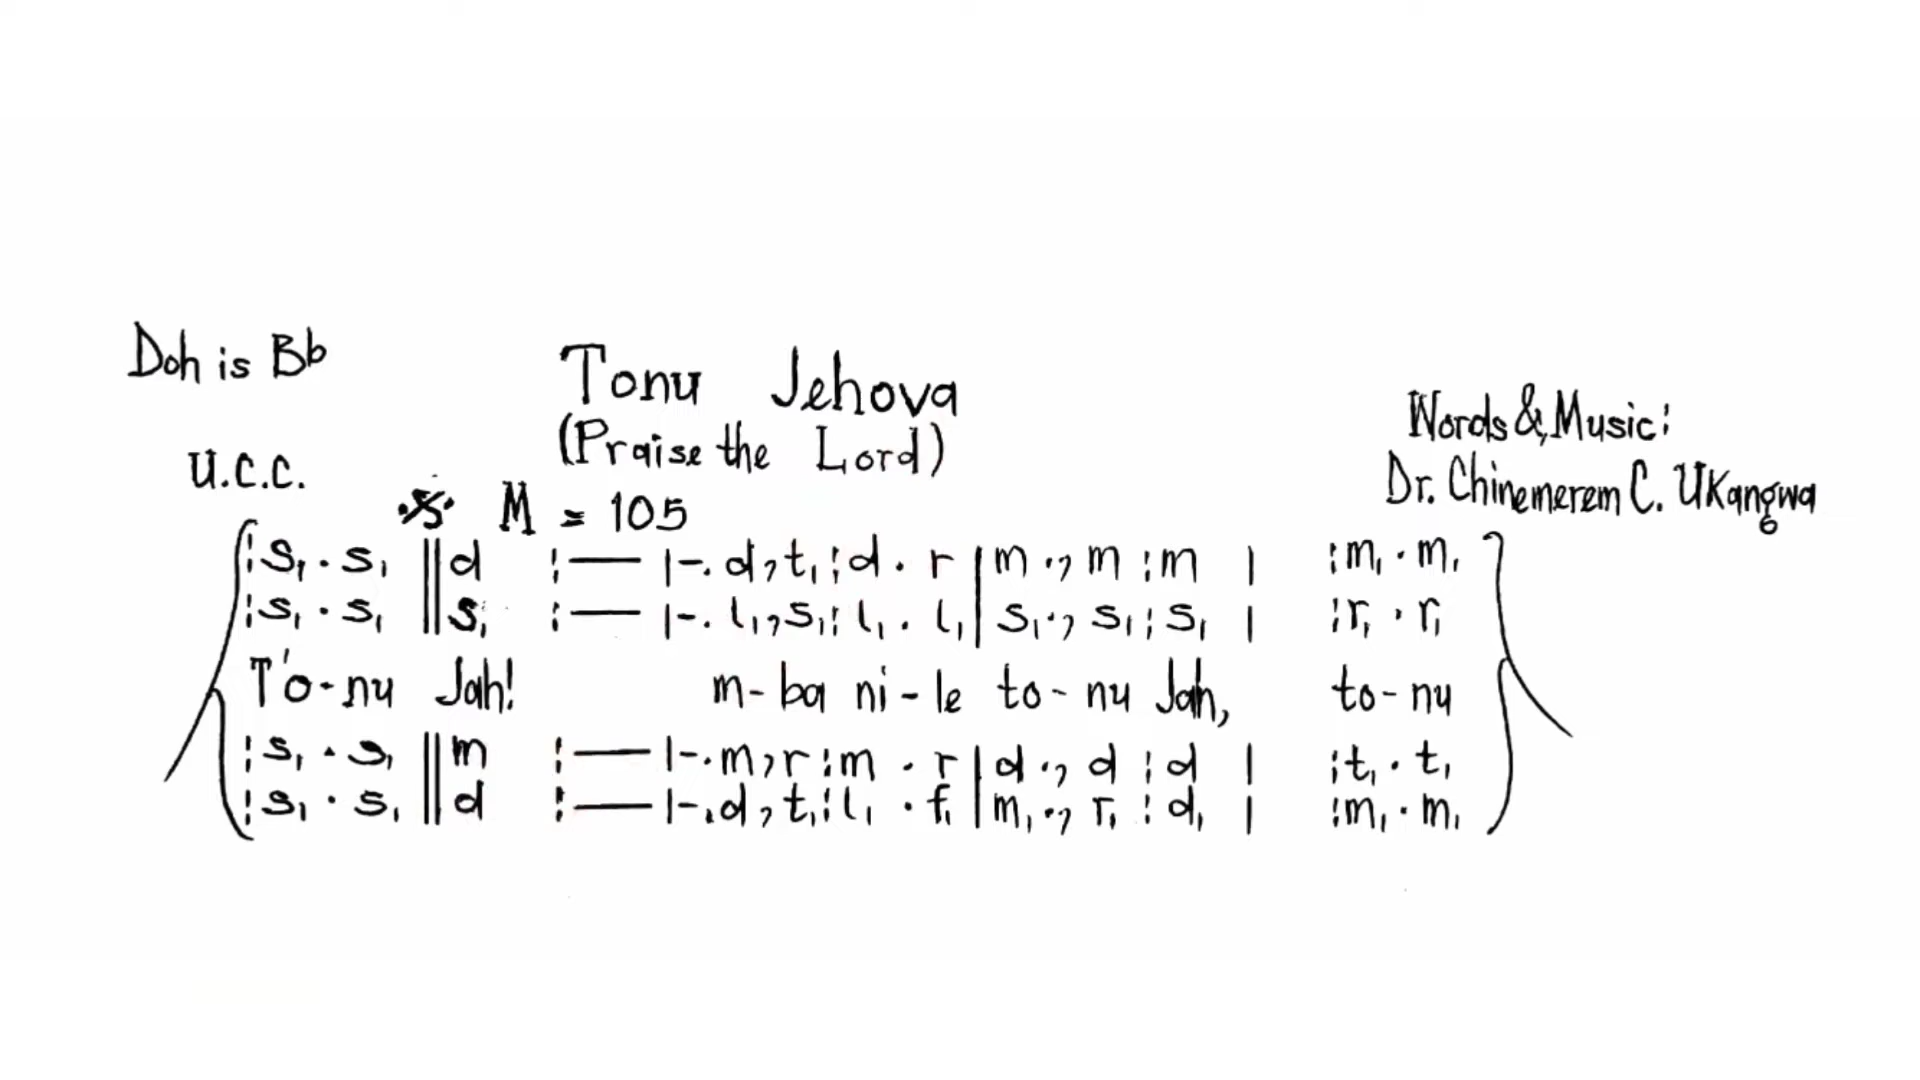 Doh is Bb
Tonu Jehova
(Praise the Lord)
Words & Music:
Dr. Chinemerem C. Ukangwa
U.C.C.
M = 105
:s₁ . s₁ ||d :— |-. d,t₁:d . r |m ., m :m | :m₁ . m₁
:s₁ . s₁ ||s₁ :— |-. l₁,s₁:l₁ . l₁|s₁., s₁:s₁ | :r₁ . r₁
T'o-nu Jah! m-ba ni-le to-nu Jah, to-nu
:s₁ . s₁ ||m :— |-.m,r:m . r|d ., d :d | :t₁ . t₁
:s₁ . s₁ ||d :— |-.d,t₁:l₁ . f₁|m₁., r₁ :d₁ | :m₁ . m₁